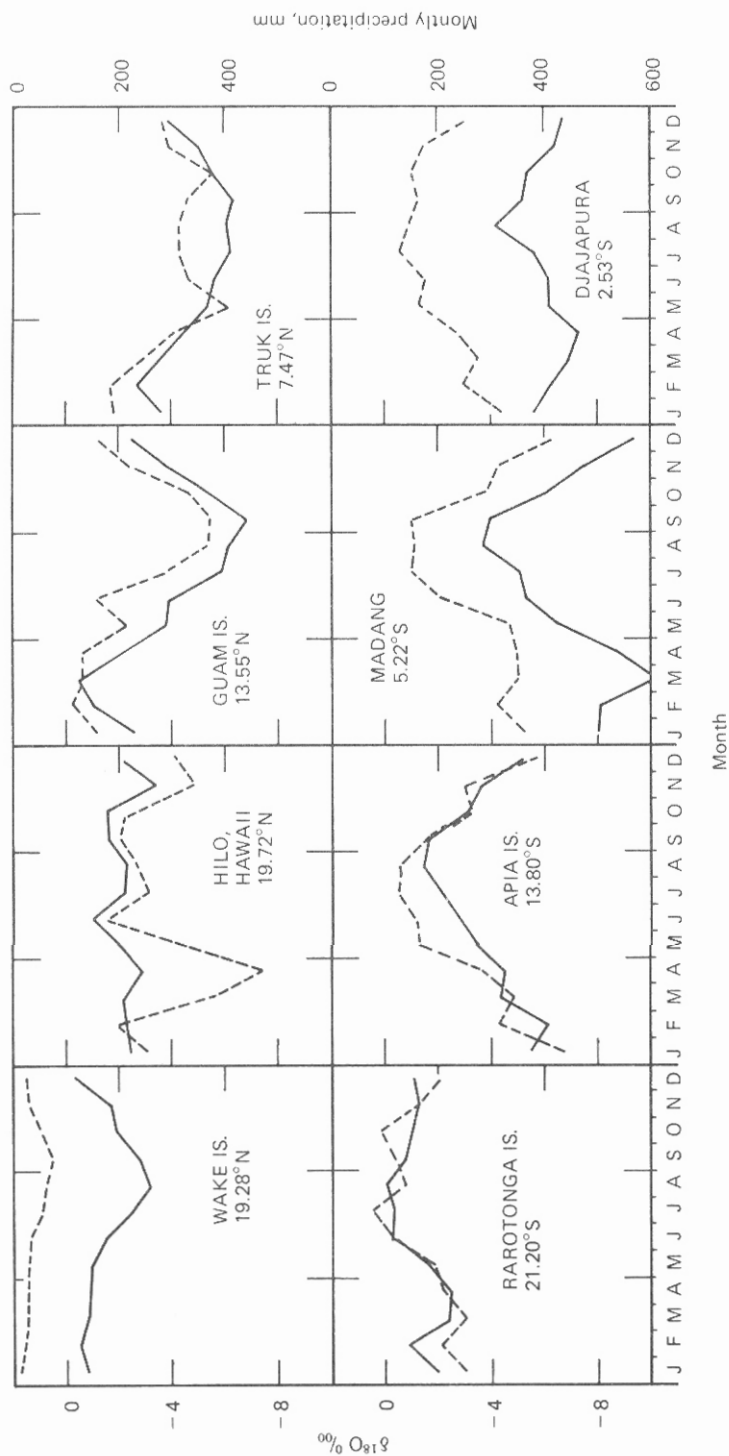 Montly precipitation, mm
0
200
400
200
400
600
TRUK IS.
7.47°N
GUAM IS.
13.55°N
HILO,
HAWAII
19.72°N
WAKE IS.
19.28°N
DJAJAPURA
2.53°S
MADANG
5.22°S
APIA IS.
13.80°S
RAROTONGA IS.
21.20°S
0
−4
0
−4
−8
δ¹⁸O ‰
J F M A M J J A S O N D J F M A M J J A S O N D J F M A M J J A S O N D J F M A M J J A S O N D
Month